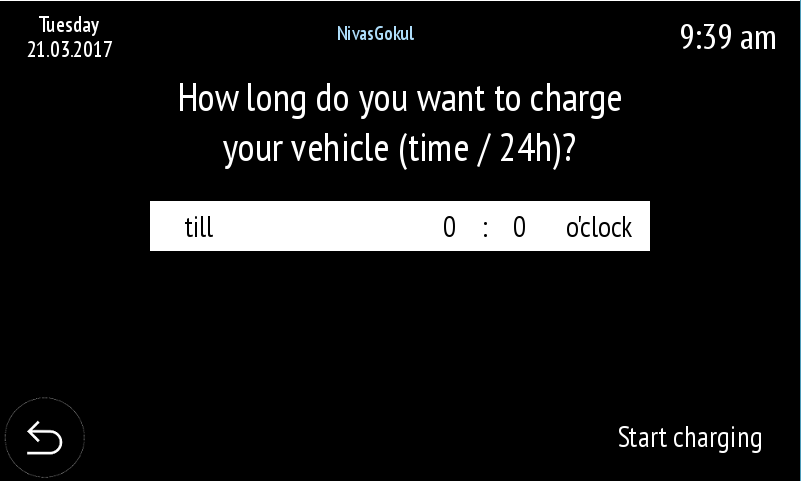 Tuesday
21.03.2017
NivasGokul
9:39 am
How long do you want to charge
your vehicle (time / 24h)?
till 0 : 0 o'clock
Start charging